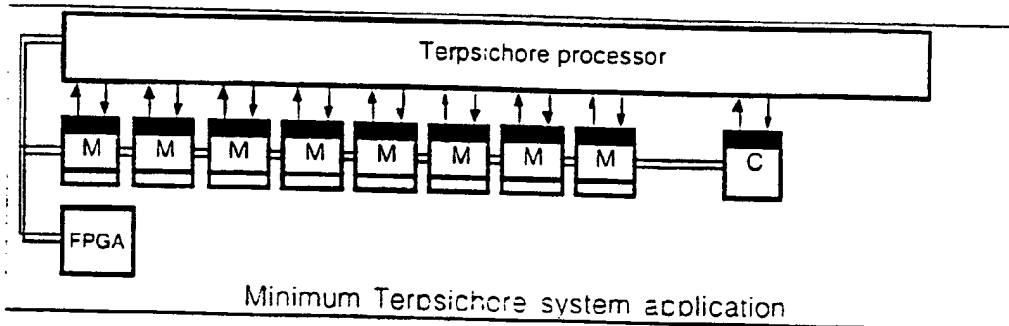 Terpsichore processor
M M M M M M M M C
FPGA
Minimum Terpsichore system application